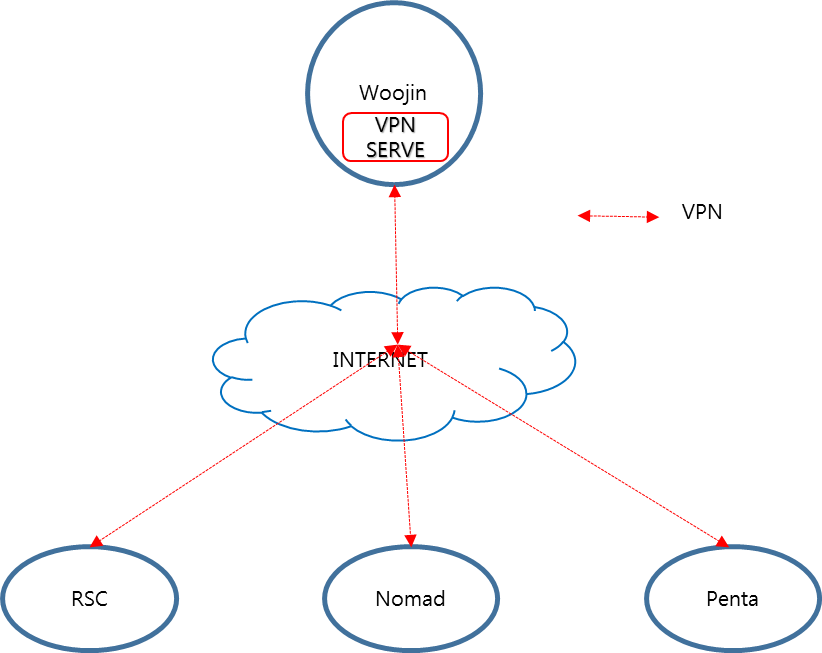 Woojin
VPN
SERVE
VPN
INTERNET
RSC
Nomad
Penta